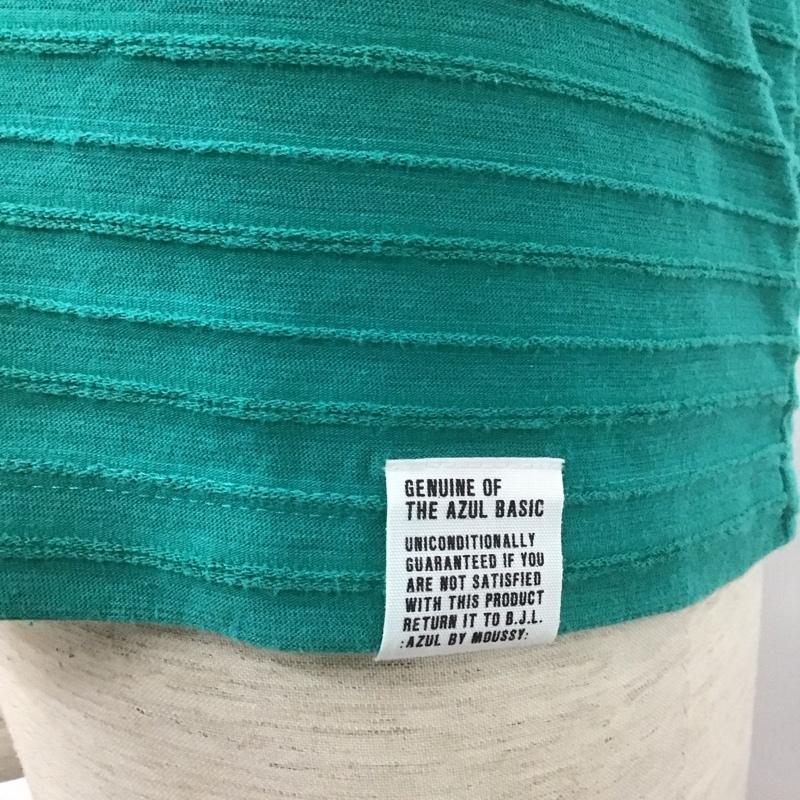 GENUINE OF
THE AZUL BASIC
UNICONDITIONALLY
GUARANTEED IF YOU
ARE NOT SATISFIED
WITH THIS PRODUCT
RETURN IT TO B.J.L.
:AZUL BY MOUSSY: